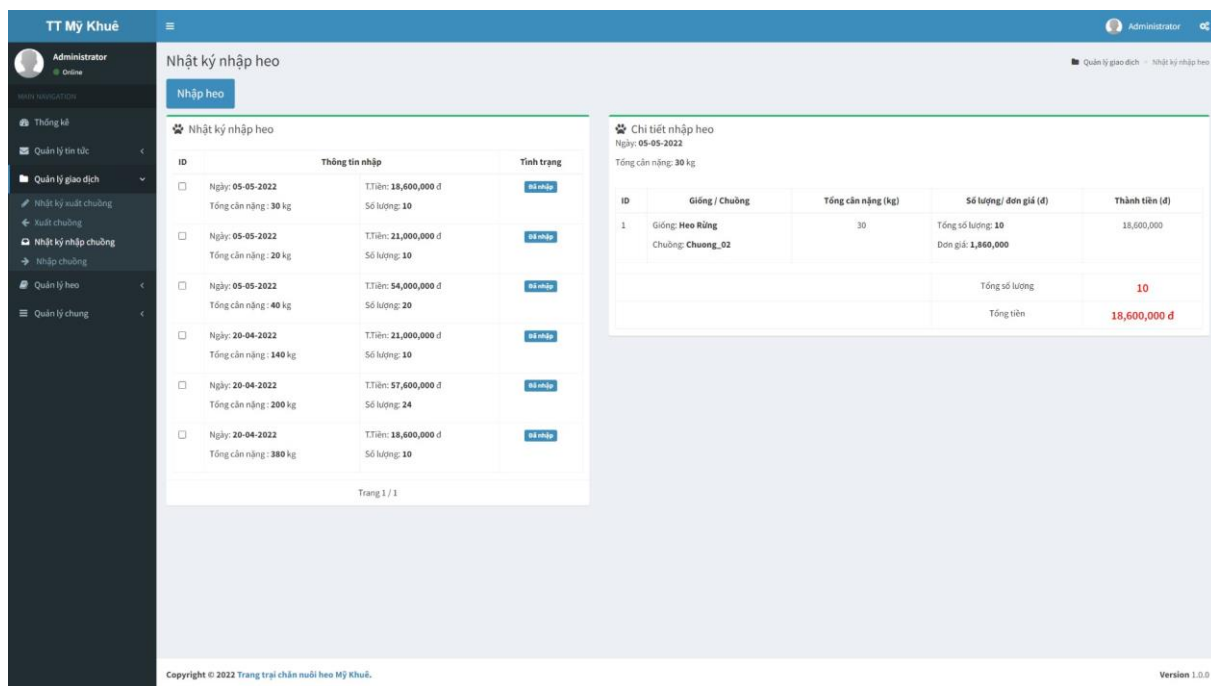 TT Mỹ Khuê
Administrator
Administrator
Online
MAIN NAVIGATION
Thống kê
Quản lý tin tức
Quản lý giao dịch
Nhật ký xuất chuồng
Xuất chuồng
Nhật ký nhập chuồng
Nhập chuồng
Quản lý heo
Quản lý chung
Nhật ký nhập heo
Quản lý giao dịch > Nhật ký nhập heo
Nhập heo
Nhật ký nhập heo
ID Thông tin nhập Tình trạng
Ngày: 05-05-2022 T.Tiền: 18,600,000 đ Đã nhập
Tổng cân nặng : 30 kg Số lượng: 10
Ngày: 05-05-2022 T.Tiền: 21,000,000 đ Đã nhập
Tổng cân nặng : 20 kg Số lượng: 10
Ngày: 05-05-2022 T.Tiền: 54,000,000 đ Đã nhập
Tổng cân nặng : 40 kg Số lượng: 20
Ngày: 20-04-2022 T.Tiền: 21,000,000 đ Đã nhập
Tổng cân nặng : 140 kg Số lượng: 10
Ngày: 20-04-2022 T.Tiền: 57,600,000 đ Đã nhập
Tổng cân nặng : 200 kg Số lượng: 24
Ngày: 20-04-2022 T.Tiền: 18,600,000 đ Đã nhập
Tổng cân nặng : 380 kg Số lượng: 10
Trang 1 / 1
Chi tiết nhập heo
Ngày: 05-05-2022
Tổng cân nặng: 30 kg
ID Giống / Chuồng Tổng cân nặng (kg) Số lượng/ đơn giá (đ) Thành tiền (đ)
1 Giống: Heo Rừng 30 Tổng số lượng: 10 18,600,000
Chuồng: Chuong_02 Đơn giá: 1,860,000
Tổng số lượng 10
Tổng tiền 18,600,000 đ
Copyright © 2022 Trang trại chăn nuôi heo Mỹ Khuê. Version 1.0.0